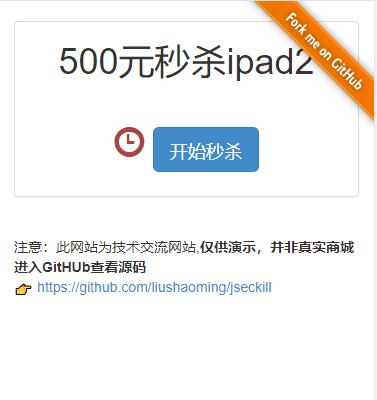 Fork me on GitHub
500元秒杀ipad2
开始秒杀
注意：此网站为技术交流网站,仅供演示，并非真实商城
进入GitHUb查看源码
https://github.com/liushaoming/jseckill